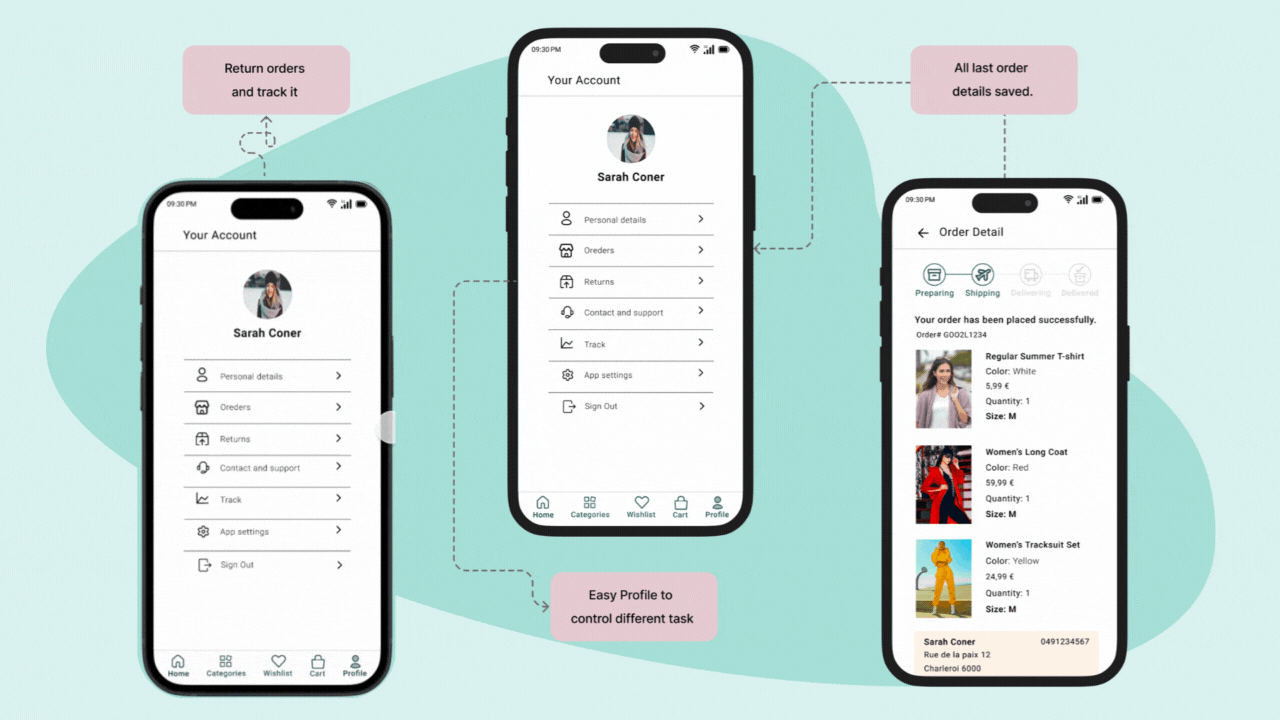 Return orders
and track it
09:30 PM
Your Account
Sarah Coner
Personal details
Oreders
Returns
Contact and support
Track
App settings
Sign Out
Home
Categories
Wishlist
Cart
Profile
09:30 PM
Your Account
Sarah Coner
Personal details
Oreders
Returns
Contact and support
Track
App settings
Sign Out
Home
Categories
Wishlist
Cart
Profile
Easy Profile to
control different task
All last order
details saved.
09:30 PM
Order Detail
Preparing
Shipping
Delivering
Delivered
Your order has been placed successfully.
Order# GOO2L1234
Regular Summer T-shirt
Color: White
5,99 €
Quantity: 1
Size: M
Women's Long Coat
Color: Red
59,99 €
Quantity: 1
Size: M
Women's Tracksuit Set
Color: Yellow
24,99 €
Quantity: 1
Size: M
Sarah Coner 0491234567
Rue de la paix 12
Charleroi 6000